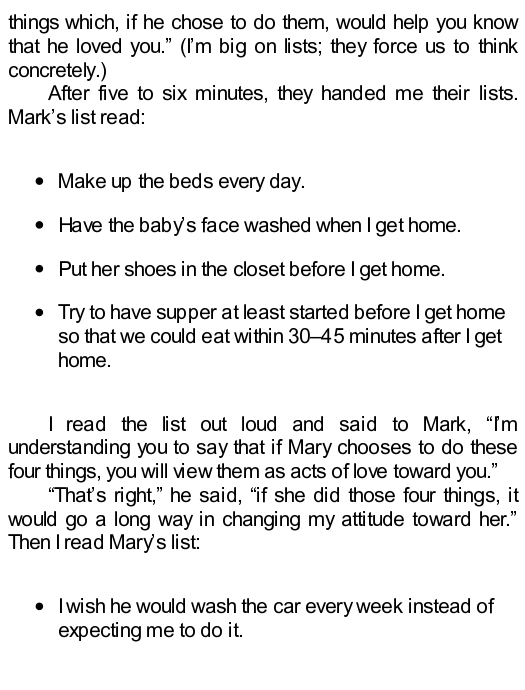 things which, if he chose to do them, would help you know
that he loved you.” (I’m big on lists; they force us to think
concretely.)
After five to six minutes, they handed me their lists.
Mark’s list read:
• Make up the beds every day.
• Have the baby’s face washed when I get home.
• Put her shoes in the closet before I get home.
• Try to have supper at least started before I get home
so that we could eat within 30–45 minutes after I get
home.
I read the list out loud and said to Mark, “I’m
understanding you to say that if Mary chooses to do these
four things, you will view them as acts of love toward you.”
“That’s right,” he said, “if she did those four things, it
would go a long way in changing my attitude toward her.”
Then I read Mary’s list:
• I wish he would wash the car every week instead of
expecting me to do it.